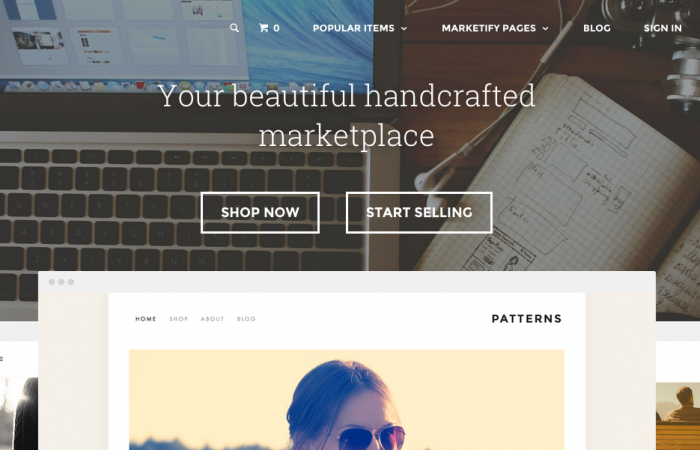 0 POPULAR ITEMS MARKETIFY PAGES BLOG SIGN IN
Your beautiful handcrafted
marketplace
SHOP NOW START SELLING
HOME SHOP ABOUT BLOG PATTERNS